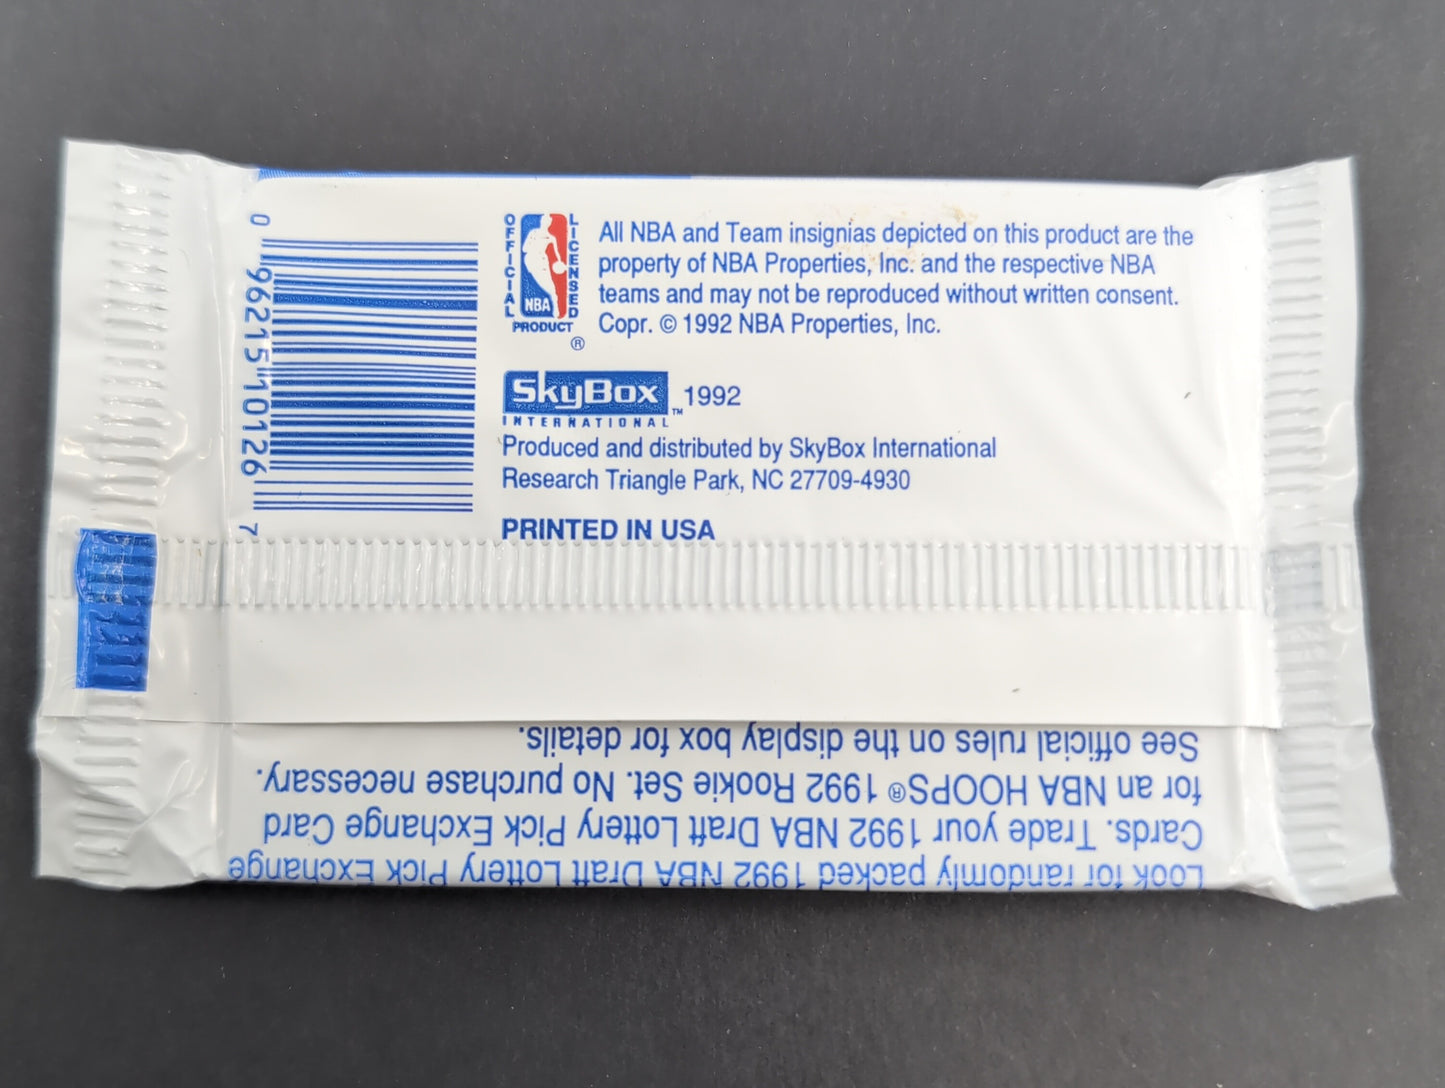 0 96215 10126 7
OFFICIAL LICENSED
NBA
PRODUCT
®
All NBA and Team insignias depicted on this product are the
property of NBA Properties, Inc. and the respective NBA
teams and may not be reproduced without written consent.
Copr. © 1992 NBA Properties, Inc.
SkyBox™ 1992
INTERNATIONAL
Produced and distributed by SkyBox International
Research Triangle Park, NC 27709-4930
PRINTED IN USA
Look for randomly packed 1992 NBA Draft Lottery Pick Exchange
Cards. Trade your 1992 NBA Draft Lottery Pick Exchange Card
for an NBA HOOPS® 1992 Rookie Set. No purchase necessary.
See official rules on the display box for details.